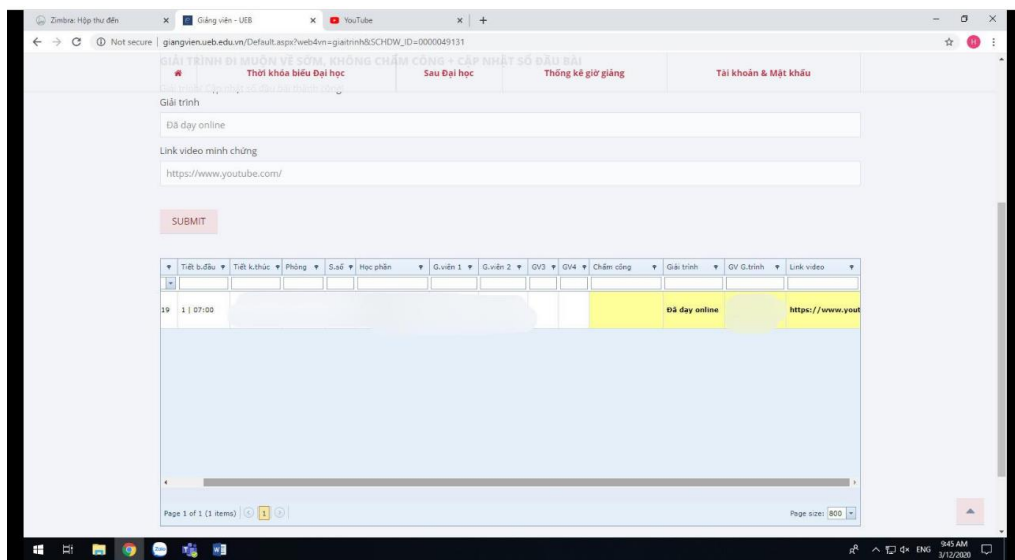 Zimbra: Hộp thư đến
Giảng viên - UEB
YouTube
Not secure | giangvien.ueb.edu.vn/Default.aspx?web4vn=giaitrinh&SCHDW_ID=0000049131
H
GIẢI TRÌNH ĐI MUỘN VỀ SỚM, KHÔNG CHẤM CÔNG + CẬP NHẬT SỐ ĐẦU BÀI
Thời khóa biểu Đại học Sau Đại học Thống kê giờ giảng Tài khoản & Mật khẩu
Giải trình
Đã dạy online
Link video minh chứng
https://www.youtube.com/
SUBMIT
Tiết b.đầu Tiết k.thúc Phòng S.số Học phần G.viên 1 G.viên 2 GV3 GV4 Chấm công Giải trình GV G.trình Link video
19 1 | 07:00 Đã dạy online https://www.yout
Page 1 of 1 (1 items) 1 Page size: 800
Zalo
ENG
9:45 AM
3/12/2020